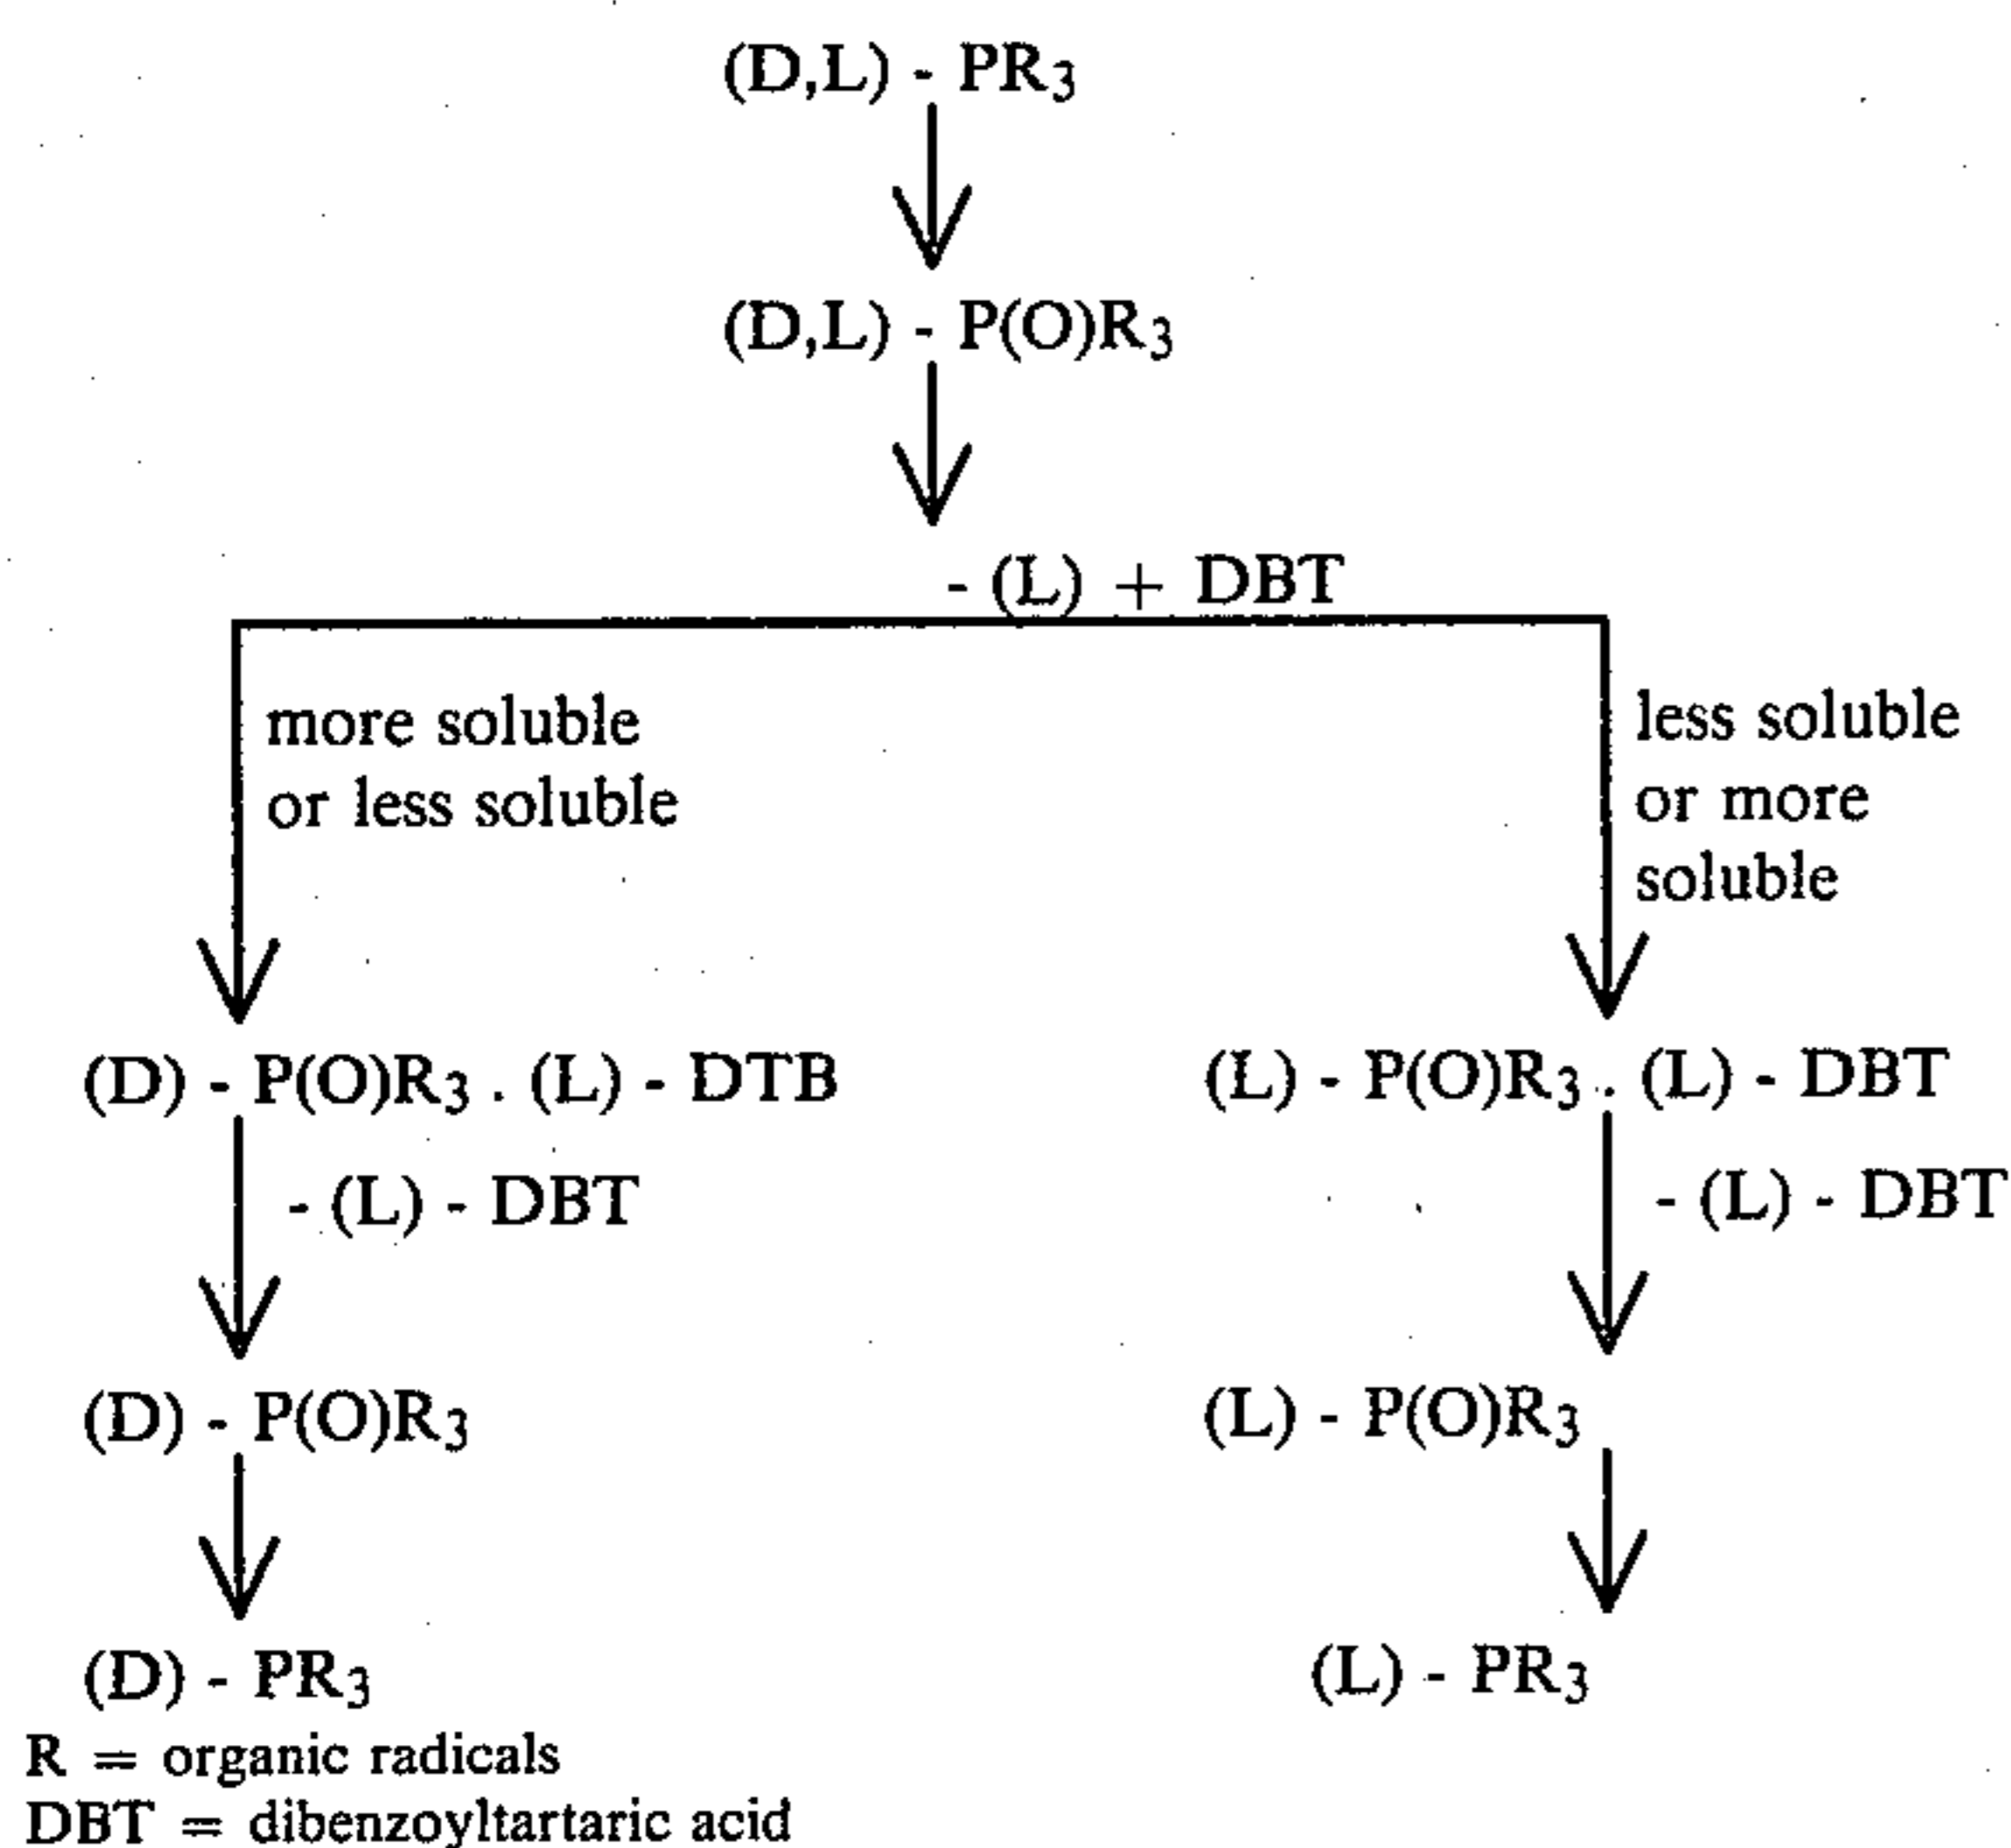 (D,L) - PR3
(D,L) - P(O)R3
- (L) + DBT
more soluble
or less soluble
less soluble
or more
soluble
(D) - P(O)R3 . (L) - DTB
(L) - P(O)R3 . (L) - DBT
- (L) - DBT
- (L) - DBT
(D) - P(O)R3
(L) - P(O)R3
(D) - PR3
(L) - PR3
R = organic radicals
DBT = dibenzoyltartaric acid